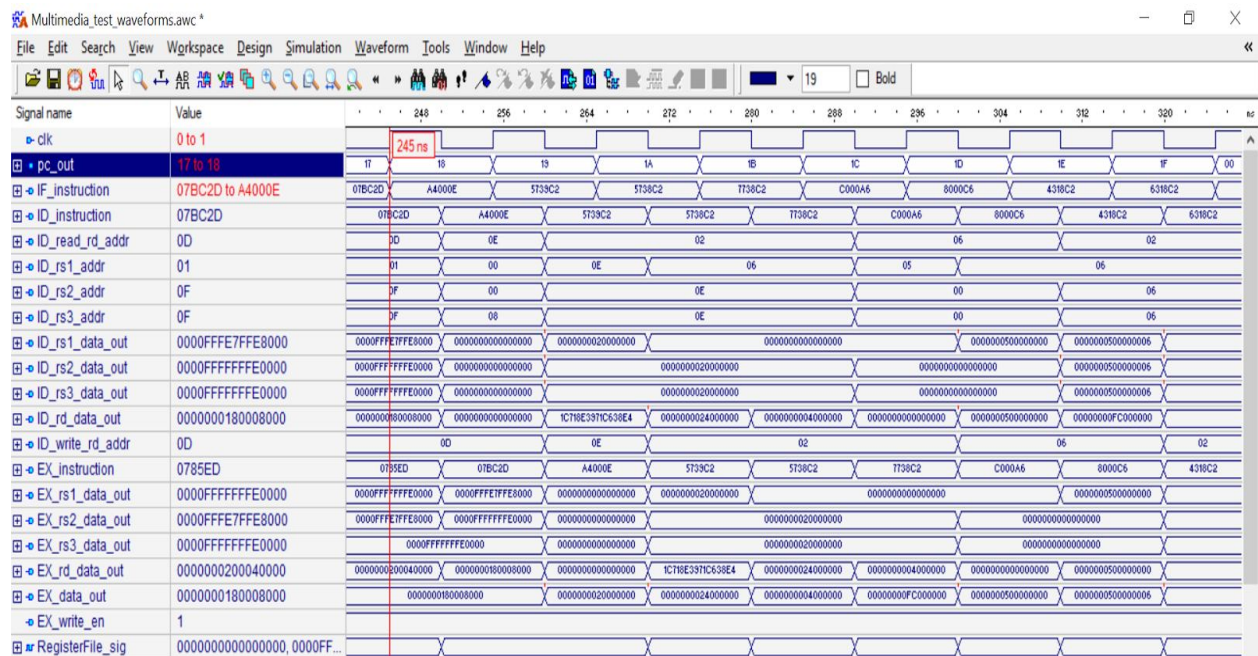 Multimedia_test_waveforms.awc *
File Edit Search View Workspace Design Simulation Waveform Tools Window Help
19 Bold
Signal name Value 248 256 264 272 280 288 296 304 312 320 ns
clk 0 to 1
245 ns
pc_out 17 to 18 17 18 19 1A 1B 1C 1D 1E 1F 00
IF_instruction 07BC2D to A4000E 07BC2D A4000E 5739C2 5738C2 7738C2 C000A6 8000C6 4318C2 6318C2
ID_instruction 07BC2D 07BC2D A4000E 5739C2 5738C2 7738C2 C000A6 8000C6 4318C2 6318C2
ID_read_rd_addr 0D 0D 0E 02 06 02
ID_rs1_addr 01 01 00 0E 06 05 06
ID_rs2_addr 0F 0F 00 0E 00 06
ID_rs3_addr 0F 0F 08 0E 00 06
ID_rs1_data_out 0000FFFE7FFE8000 0000FFFE7FFE8000 0000000000000000 0000000020000000 0000000000000000 0000000500000000 0000000500000006
ID_rs2_data_out 0000FFFFFFFE0000 0000FFFFFFFE0000 0000000000000000 0000000020000000 0000000000000000 0000000500000006
ID_rs3_data_out 0000FFFFFFFE0000 0000FFFFFFFE0000 0000000000000000 0000000020000000 0000000000000000 0000000500000006
ID_rd_data_out 0000000180008000 0000000180008000 0000000000000000 1C718E3971C638E4 0000000024000000 0000000004000000 0000000000000000 0000000500000000 00000000FC000000
ID_write_rd_addr 0D 0D 0E 02 06 02
EX_instruction 0785ED 0785ED 07BC2D A4000E 5739C2 5738C2 7738C2 C000A6 8000C6 4318C2
EX_rs1_data_out 0000FFFFFFFE0000 0000FFFFFFFE0000 0000FFFE7FFE8000 0000000000000000 0000000020000000 0000000000000000 0000000500000006
EX_rs2_data_out 0000FFFE7FFE8000 0000FFFE7FFE8000 0000FFFFFFFE0000 0000000000000000 0000000020000000 0000000000000000
EX_rs3_data_out 0000FFFFFFFE0000 0000FFFFFFFE0000 0000000000000000 0000000020000000 0000000000000000
EX_rd_data_out 0000000200040000 0000000200040000 0000000180008000 0000000000000000 1C718E3971C638E4 0000000024000000 0000000004000000 0000000000000000 0000000500000000
EX_data_out 0000000180008000 0000000180008000 0000000020000000 0000000024000000 0000000004000000 00000000FC000000 0000000500000000 0000000500000006
EX_write_en 1
RegisterFile_sig 0000000000000000, 0000FF...